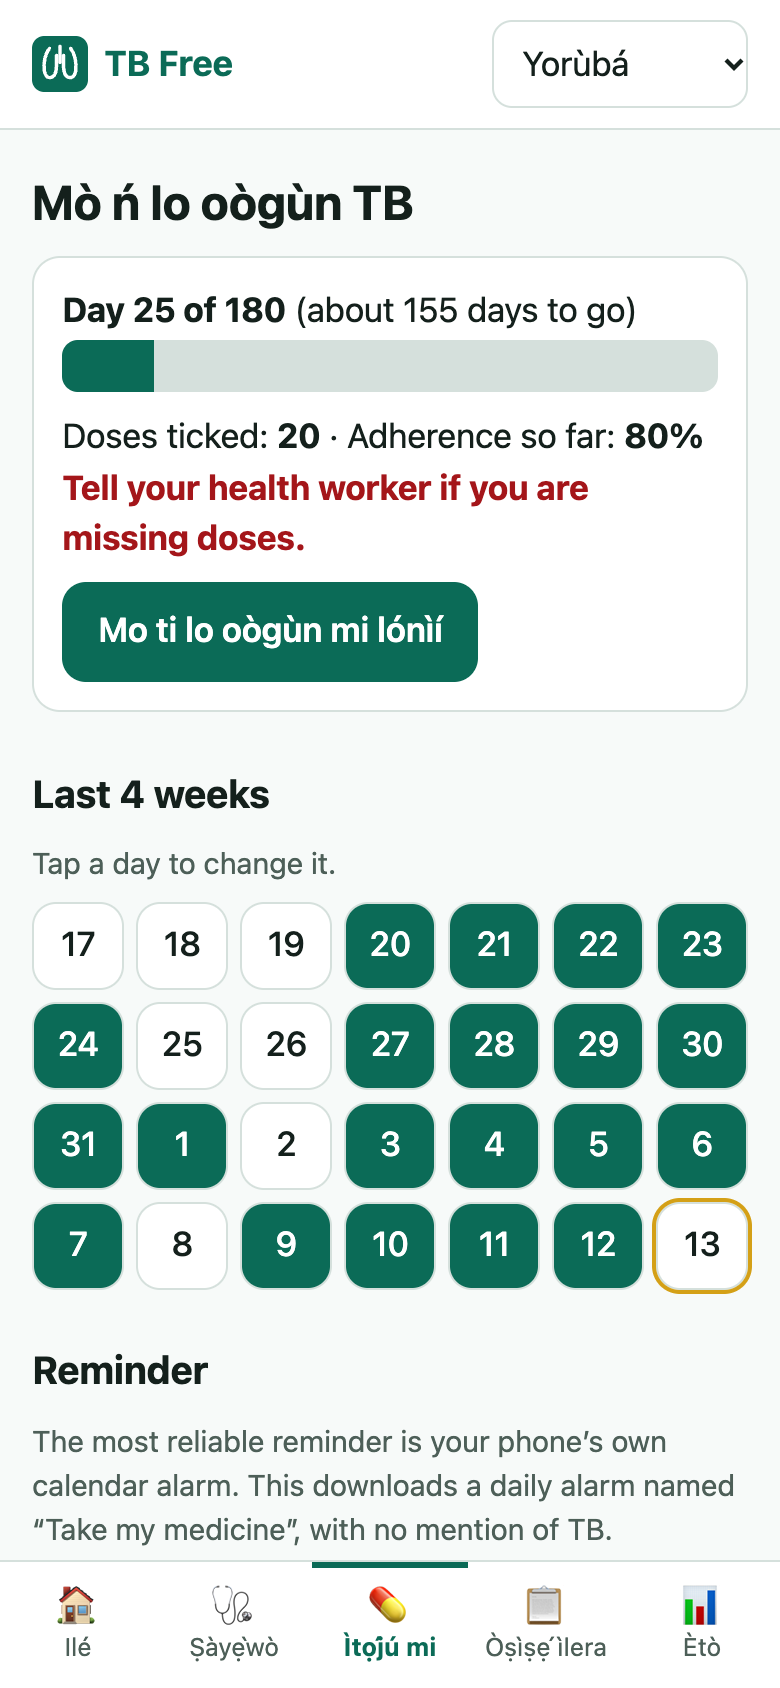 TB Free
Yorùbá
Mò ń lo oògùn TB
Day 25 of 180 (about 155 days to go)
Doses ticked: 20 · Adherence so far: 80%
Tell your health worker if you are
missing doses.
Mo ti lo oògùn mi lónìí
Last 4 weeks
Tap a day to change it.
17 18 19 20 21 22 23
24 25 26 27 28 29 30
31 1 2 3 4 5 6
7 8 9 10 11 12 13
Reminder
The most reliable reminder is your phone’s own
calendar alarm. This downloads a daily alarm named
“Take my medicine”, with no mention of TB.
Ilé Ṣàyẹ̀wò Ìtọ́jú mi Òṣìṣẹ́ ìlera Ètò